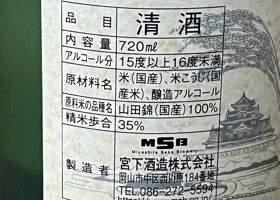 品目 清酒
内容量 720ml
アルコール分 15度以上16度未満
原材料名 米(国産)、米こうじ(国
産米)、醸造アルコール
原料米の品種名 山田錦(国産)100%
精米歩合 35%
MSB
Miyashita Sake Brewing
製造者 宮下酒造株式会社
岡山市中区西川原184番地
TEL.086-272-5594